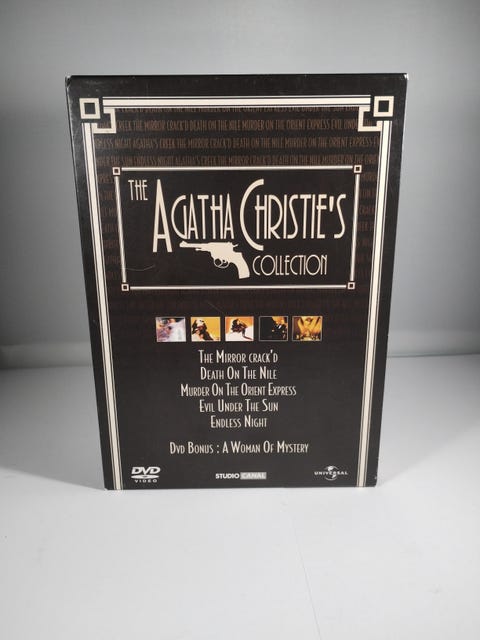 THE
AGATHA CHRISTIE'S
COLLECTION
THE MIRROR CRACK'D
DEATH ON THE NILE
MURDER ON THE ORIENT EXPRESS
EVIL UNDER THE SUN
ENDLESS NIGHT
DVD BONUS : A WOMAN OF MYSTERY
DVD
VIDEO
STUDIO CANAL
UNIVERSAL